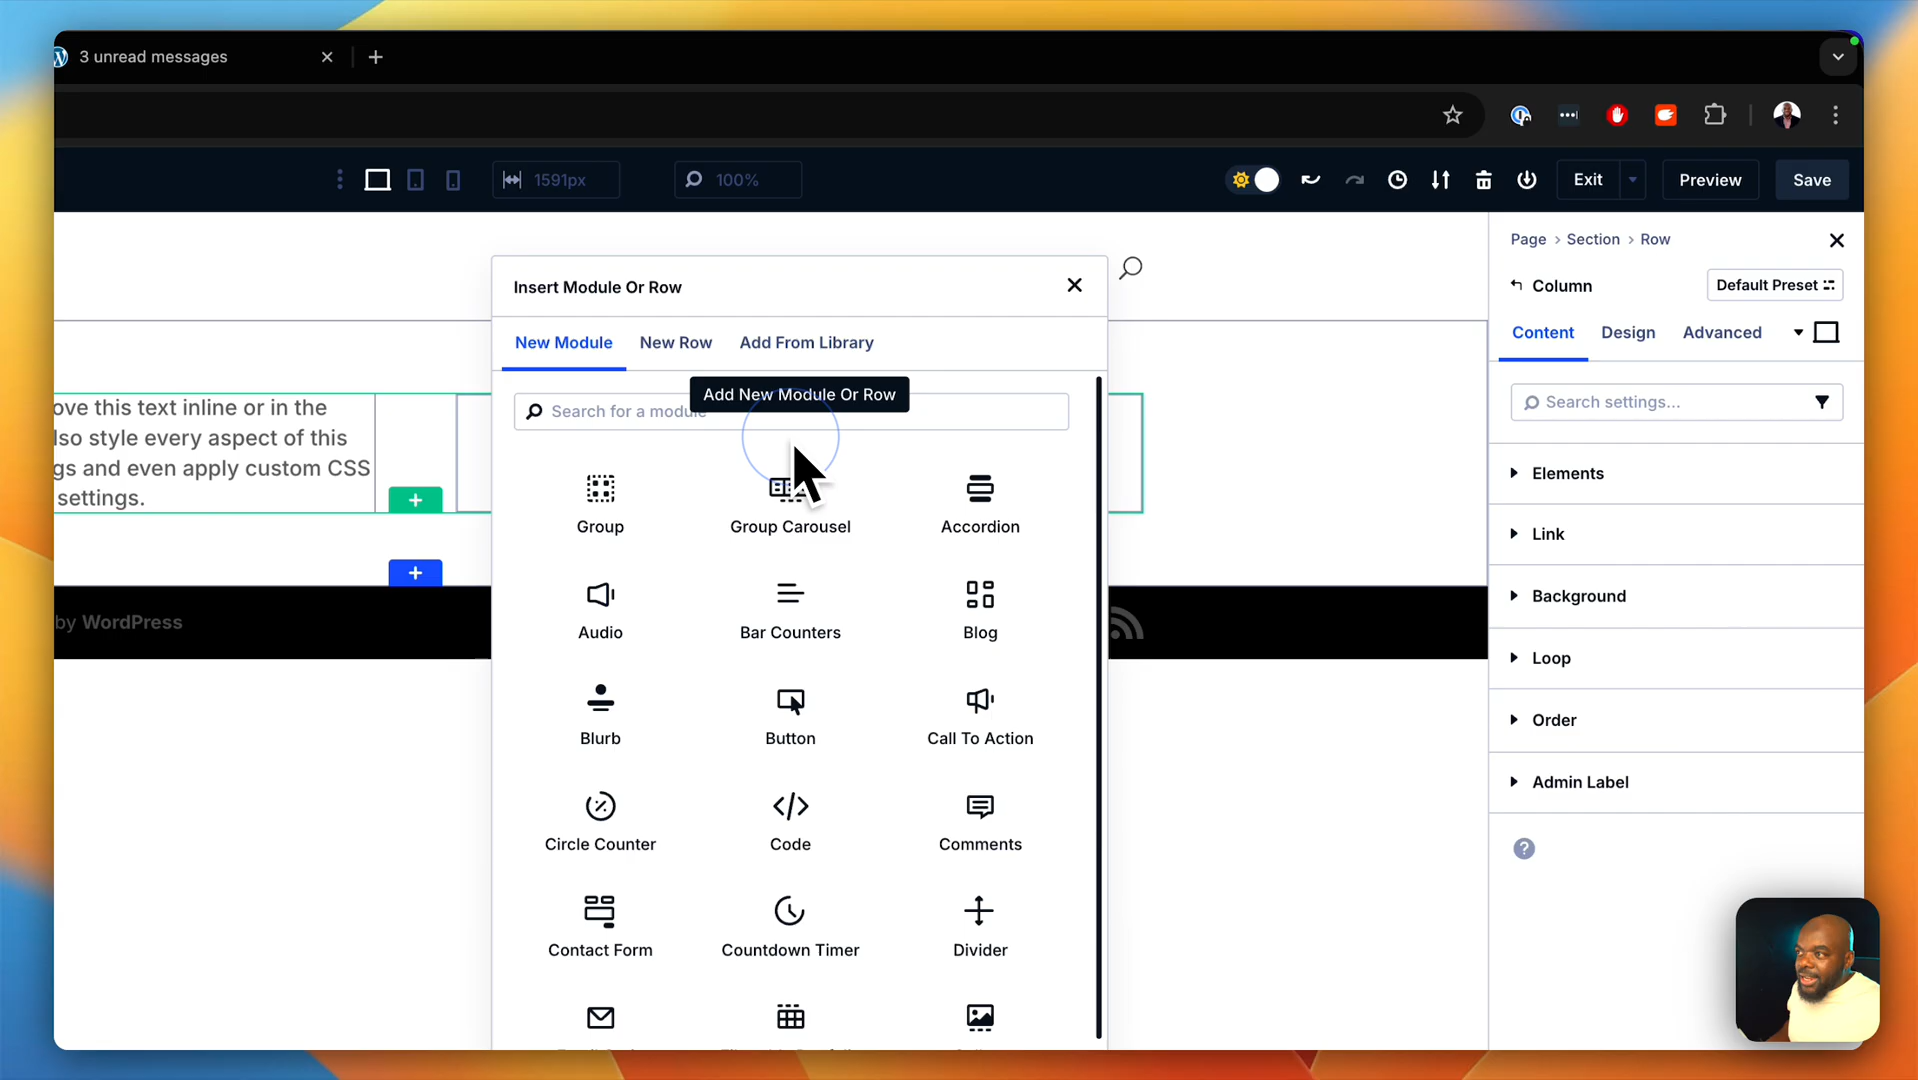 3 unread messages
1591px
100%
Exit
Preview
Save
Page > Section > Row
Insert Module Or Row
Column
Default Preset
New Module
New Row
Add From Library
Content
Design
Advanced
Add New Module Or Row
Search for a module
Search settings...
ove this text inline or in the
lso style every aspect of this
gs and even apply custom CSS
settings.
Group
Group Carousel
Accordion
Elements
Link
Background
Audio
Bar Counters
Blog
by WordPress
Loop
Blurb
Button
Call To Action
Order
Admin Label
Circle Counter
Code
Comments
Contact Form
Countdown Timer
Divider